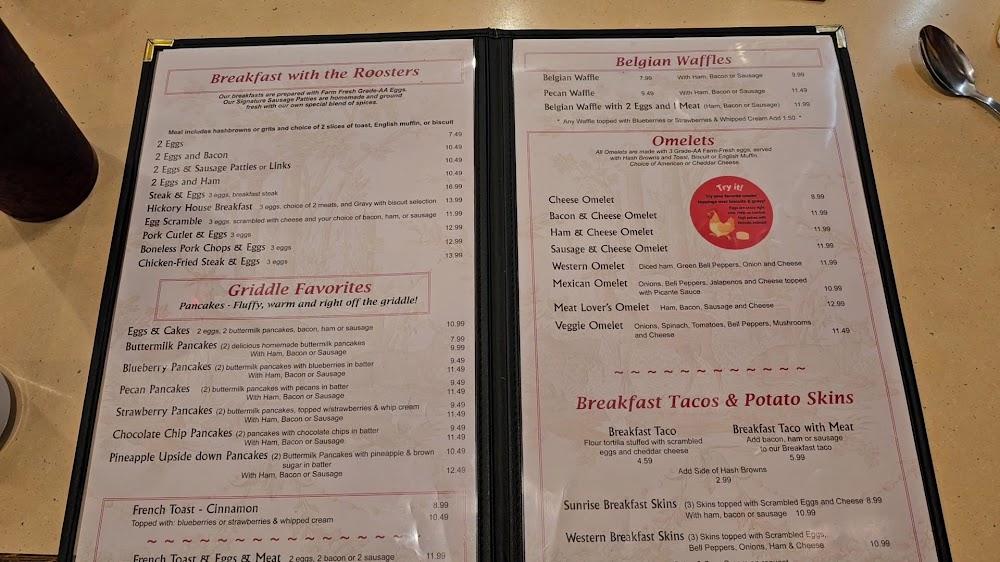 Breakfast with the Roosters
Our breakfasts are prepared with Farm Fresh Grade-AA Eggs.
Our Signature Sausage Patties are homemade and ground
fresh with our own special blend of spices.
Meal includes hashbrowns or grits and choice of 2 slices of toast, English muffin, or biscuit
2 Eggs 7.49
2 Eggs and Bacon 10.49
2 Eggs & Sausage Patties or Links 10.49
2 Eggs and Ham 10.49
Steak & Eggs 3 eggs, breakfast steak 16.99
Hickory House Breakfast 3 eggs, choice of 2 meats, and Gravy with biscuit selection 13.99
Egg Scramble 3 eggs, scrambled with cheese and your choice of bacon, ham, or sausage 11.99
Pork Cutlet & Eggs 3 eggs 12.99
Boneless Pork Chops & Eggs 3 eggs 12.99
Chicken-Fried Steak & Eggs 3 eggs 13.99
Griddle Favorites
Pancakes - Fluffy, warm and right off the griddle!
Eggs & Cakes 2 eggs, 2 buttermilk pancakes, bacon, ham or sausage 10.99
Buttermilk Pancakes (2) delicious homemade buttermilk pancakes 7.99
With Ham, Bacon or Sausage 9.99
Blueberry Pancakes (2) buttermilk pancakes with blueberries in batter 9.49
With Ham, Bacon or Sausage 11.49
Pecan Pancakes (2) buttermilk pancakes with pecans in batter 9.49
With Ham, Bacon or Sausage 11.49
Strawberry Pancakes (2) buttermilk pancakes, topped w/strawberries & whip cream 9.49
With Ham, Bacon or Sausage 11.49
Chocolate Chip Pancakes (2) pancakes with chocolate chips in batter 9.49
With Ham, Bacon or Sausage 11.49
Pineapple Upside down Pancakes (2) Buttermilk Pancakes with pineapple & brown 10.49
sugar in batter
With Ham, Bacon or Sausage 12.49
French Toast - Cinnamon 8.99
Topped with: blueberries or strawberries & whipped cream 10.49
French Toast & Eggs & Meat 2 eggs, 2 bacon or 2 sausage 11.99
Belgian Waffles
Belgian Waffle 7.99 With Ham, Bacon or Sausage 9.99
Pecan Waffle 9.49 With Ham, Bacon or Sausage 11.49
Belgian Waffle with 2 Eggs and 1 Meat (Ham, Bacon or Sausage) 11.99
* Any Waffle topped with Blueberries or Strawberries & Whipped Cream Add 1.50 *
Omelets
All Omelets are made with 3 Grade-AA Farm-Fresh eggs, served
with Hash Browns and Toast, Biscuit or English Muffin.
Choice of American or Cheddar Cheese.
Try it!
Cheese Omelet 8.99
Bacon & Cheese Omelet 11.99
Ham & Cheese Omelet 11.99
Sausage & Cheese Omelet 11.99
Western Omelet Diced ham, Green Bell Peppers, Onion and Cheese 11.99
Mexican Omelet Onions, Bell Peppers, Jalapenos and Cheese topped
with Picante Sauce 10.99
Meat Lover's Omelet Ham, Bacon, Sausage and Cheese 12.99
Veggie Omelet Onions, Spinach, Tomatoes, Bell Peppers, Mushrooms
and Cheese 11.49
Breakfast Tacos & Potato Skins
Breakfast Taco
Flour tortilla stuffed with scrambled
eggs and cheddar cheese
4.59
Breakfast Taco with Meat
Add bacon, ham or sausage
to our Breakfast taco
5.99
Add Side of Hash Browns
2.99
Sunrise Breakfast Skins (3) Skins topped with Scrambled Eggs and Cheese 8.99
With ham, bacon or sausage 10.99
Western Breakfast Skins (3) Skins topped with Scrambled Eggs,
Bell Peppers, Onions, Ham & Cheese 10.99